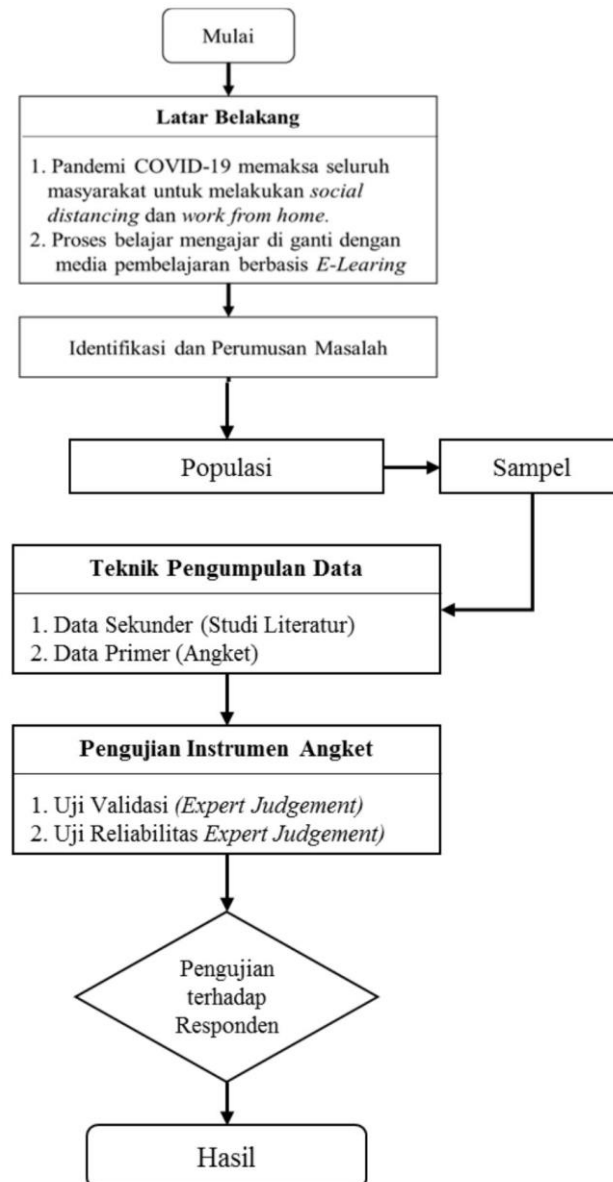 Mulai
Latar Belakang
1. Pandemi COVID-19 memaksa seluruh
masyarakat untuk melakukan social
distancing dan work from home.
2. Proses belajar mengajar di ganti dengan
media pembelajaran berbasis E-Learing
Identifikasi dan Perumusan Masalah
Populasi
Sampel
Teknik Pengumpulan Data
1. Data Sekunder (Studi Literatur)
2. Data Primer (Angket)
Pengujian Instrumen Angket
1. Uji Validasi (Expert Judgement)
2. Uji Reliabilitas Expert Judgement)
Pengujian
terhadap
Responden
Hasil